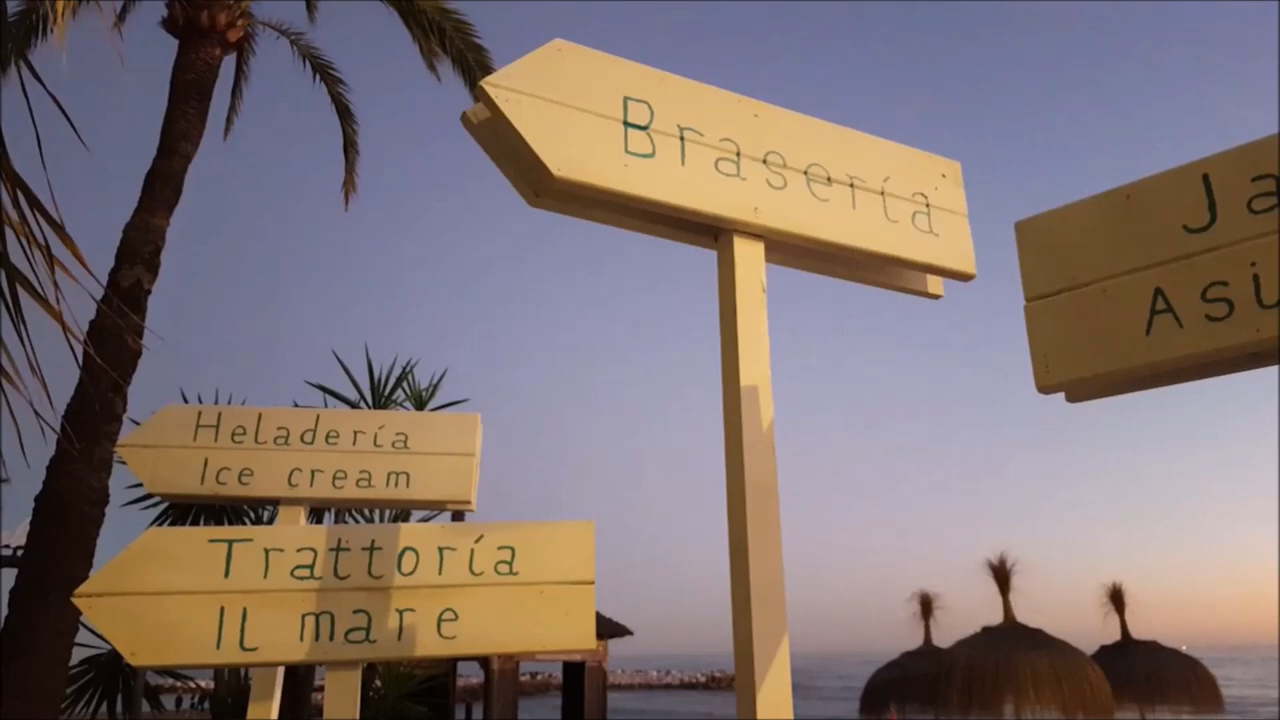 Brasería
Heladería
Ice cream
Trattoría
Il mare